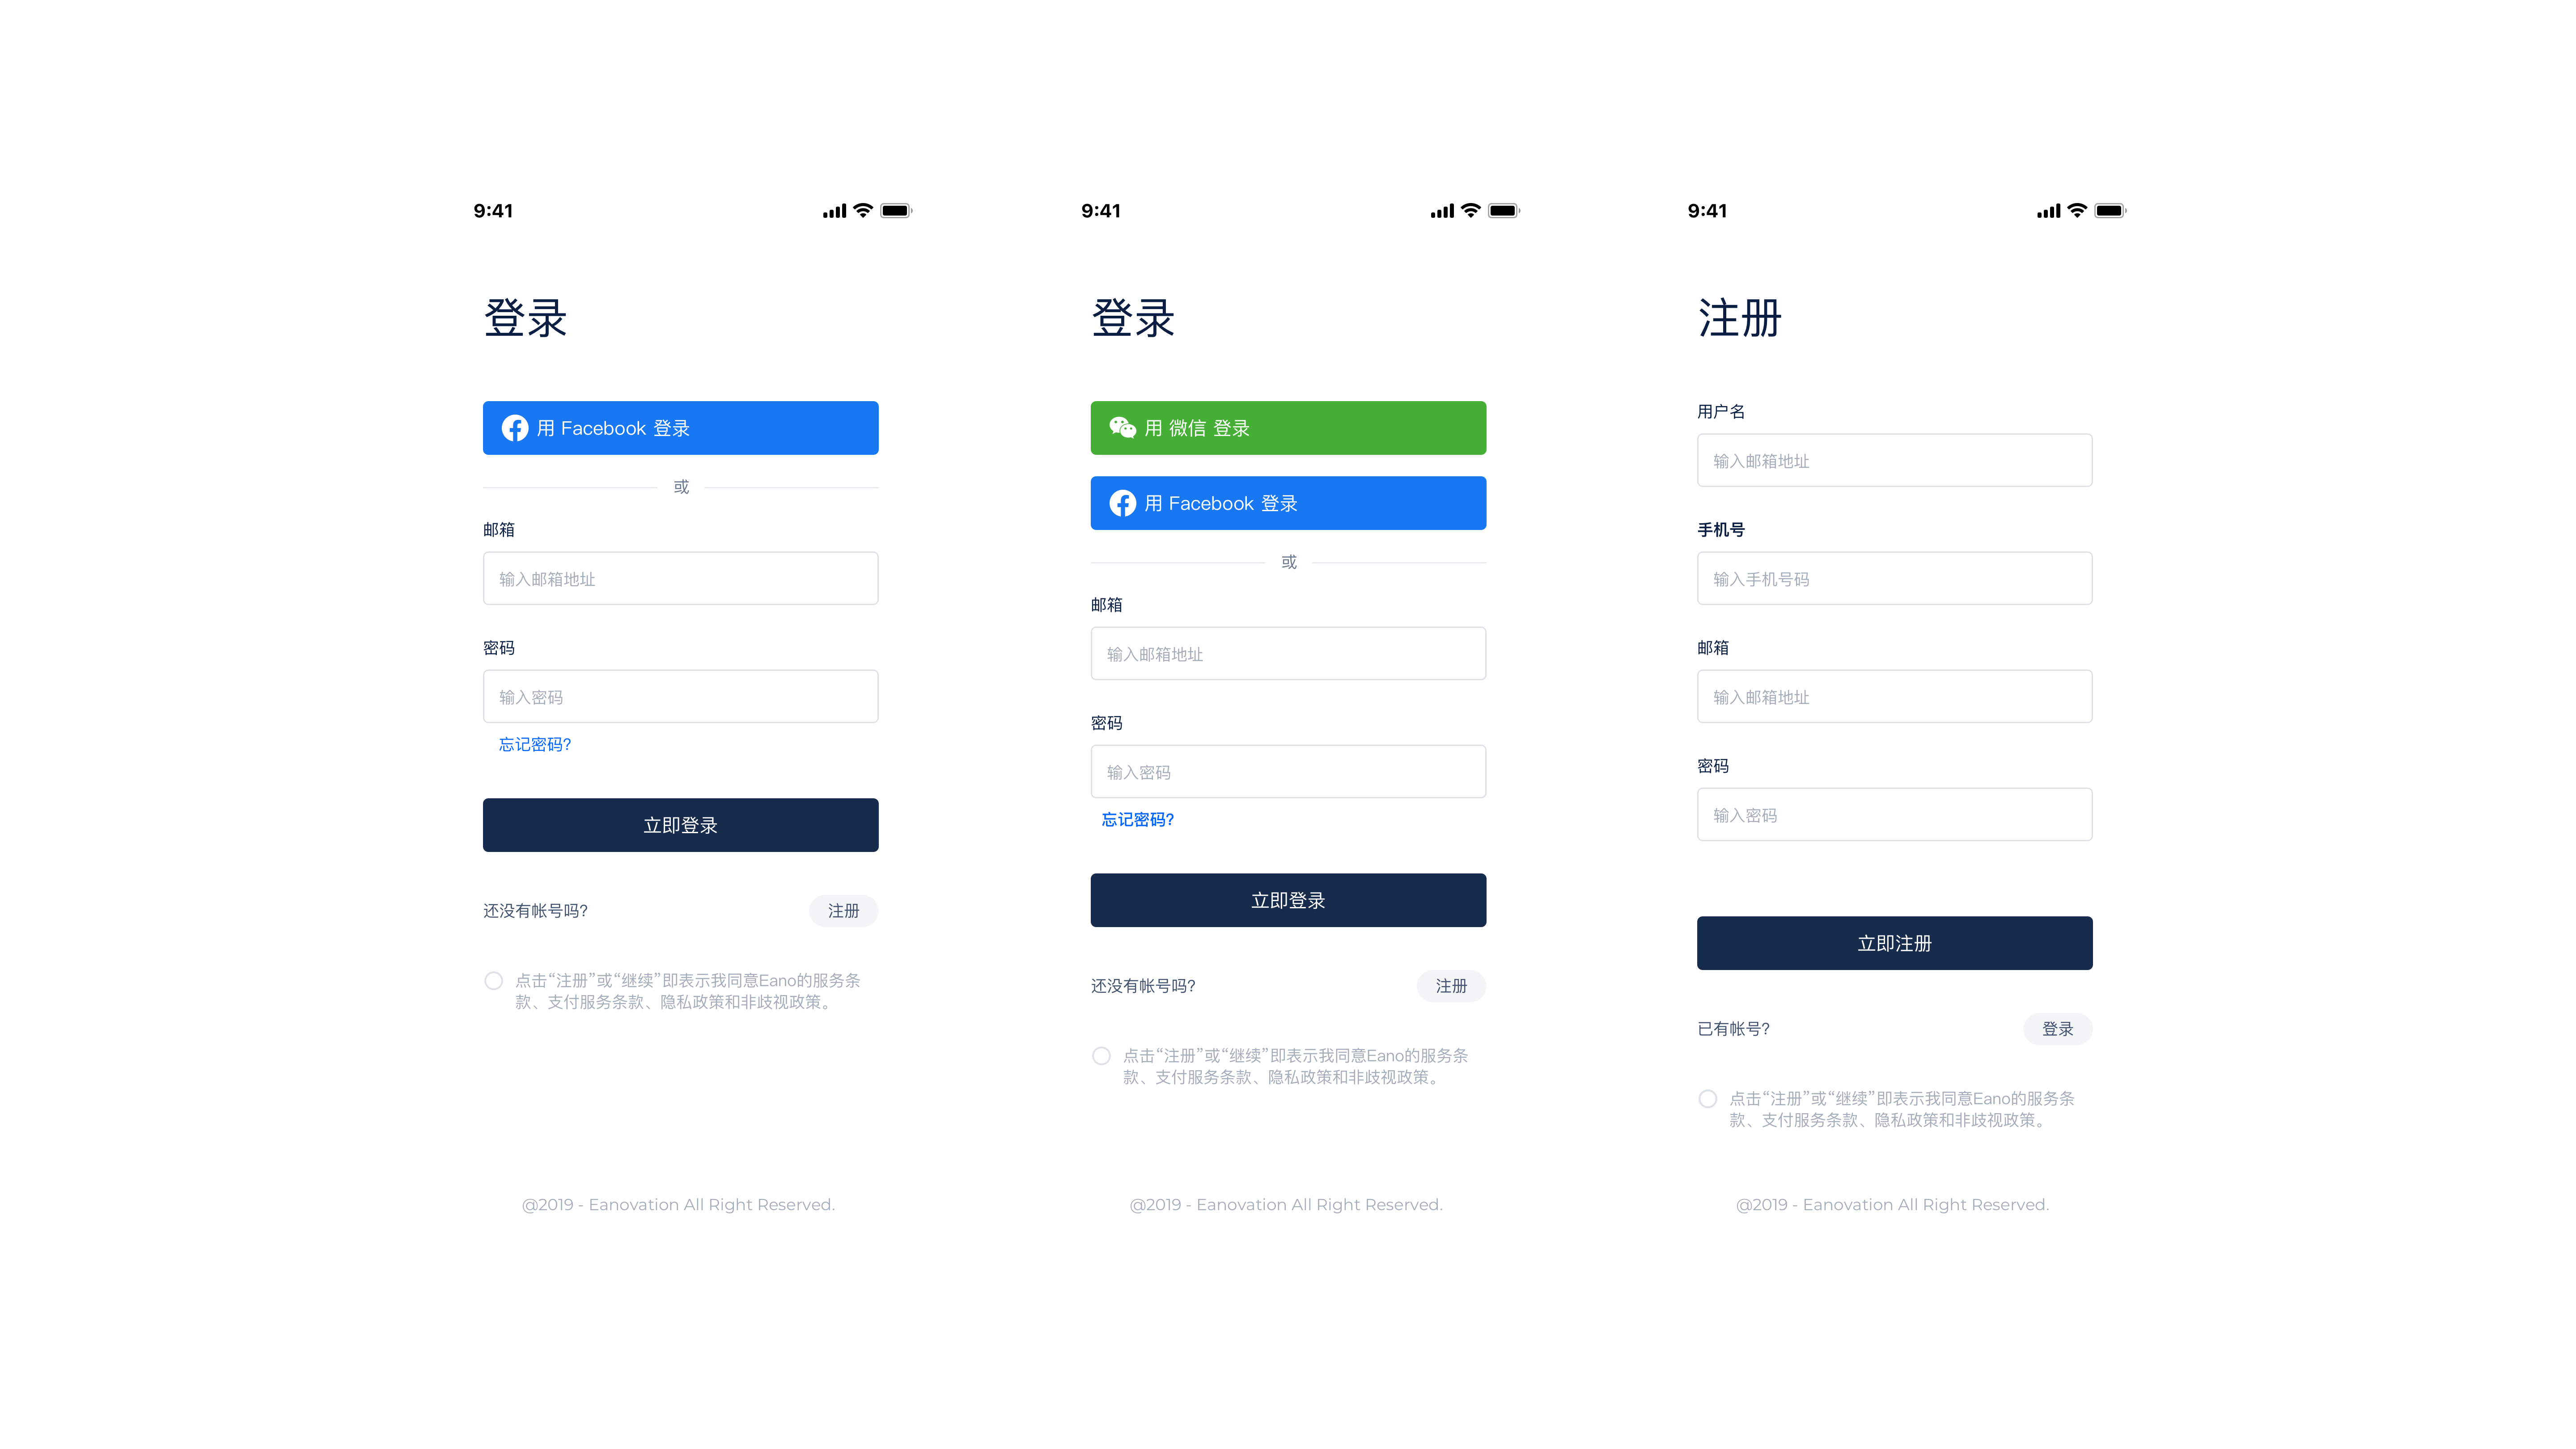 9:41
登录
用 Facebook 登录
或
邮箱
输入邮箱地址
密码
输入密码
忘记密码?
立即登录
还没有帐号吗?
注册
点击“注册”或“继续”即表示我同意Eano的服务条
款、支付服务条款、隐私政策和非歧视政策。
@2019 - Eanovation All Right Reserved.
9:41
登录
用 微信 登录
用 Facebook 登录
或
邮箱
输入邮箱地址
密码
输入密码
忘记密码?
立即登录
还没有帐号吗?
注册
点击“注册”或“继续”即表示我同意Eano的服务条
款、支付服务条款、隐私政策和非歧视政策。
@2019 - Eanovation All Right Reserved.
9:41
注册
用户名
输入邮箱地址
手机号
输入手机号码
邮箱
输入邮箱地址
密码
输入密码
立即注册
已有帐号?
登录
点击“注册”或“继续”即表示我同意Eano的服务条
款、支付服务条款、隐私政策和非歧视政策。
@2019 - Eanovation All Right Reserved.